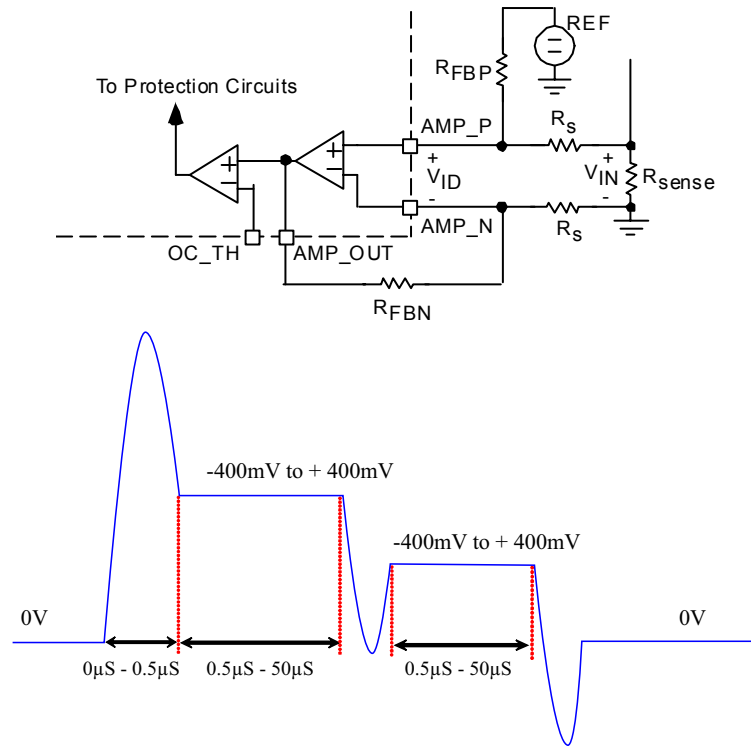 REF
RFBP
To Protection Circuits
AMP_P
Rs
+
VID
-
+
VIN
-
Rsense
+
-
+
-
AMP_N
Rs
OC_TH
AMP_OUT
RFBN
-400mV to + 400mV
-400mV to + 400mV
0V
0V
0µS - 0.5µS
0.5µS - 50µS
0.5µS - 50µS